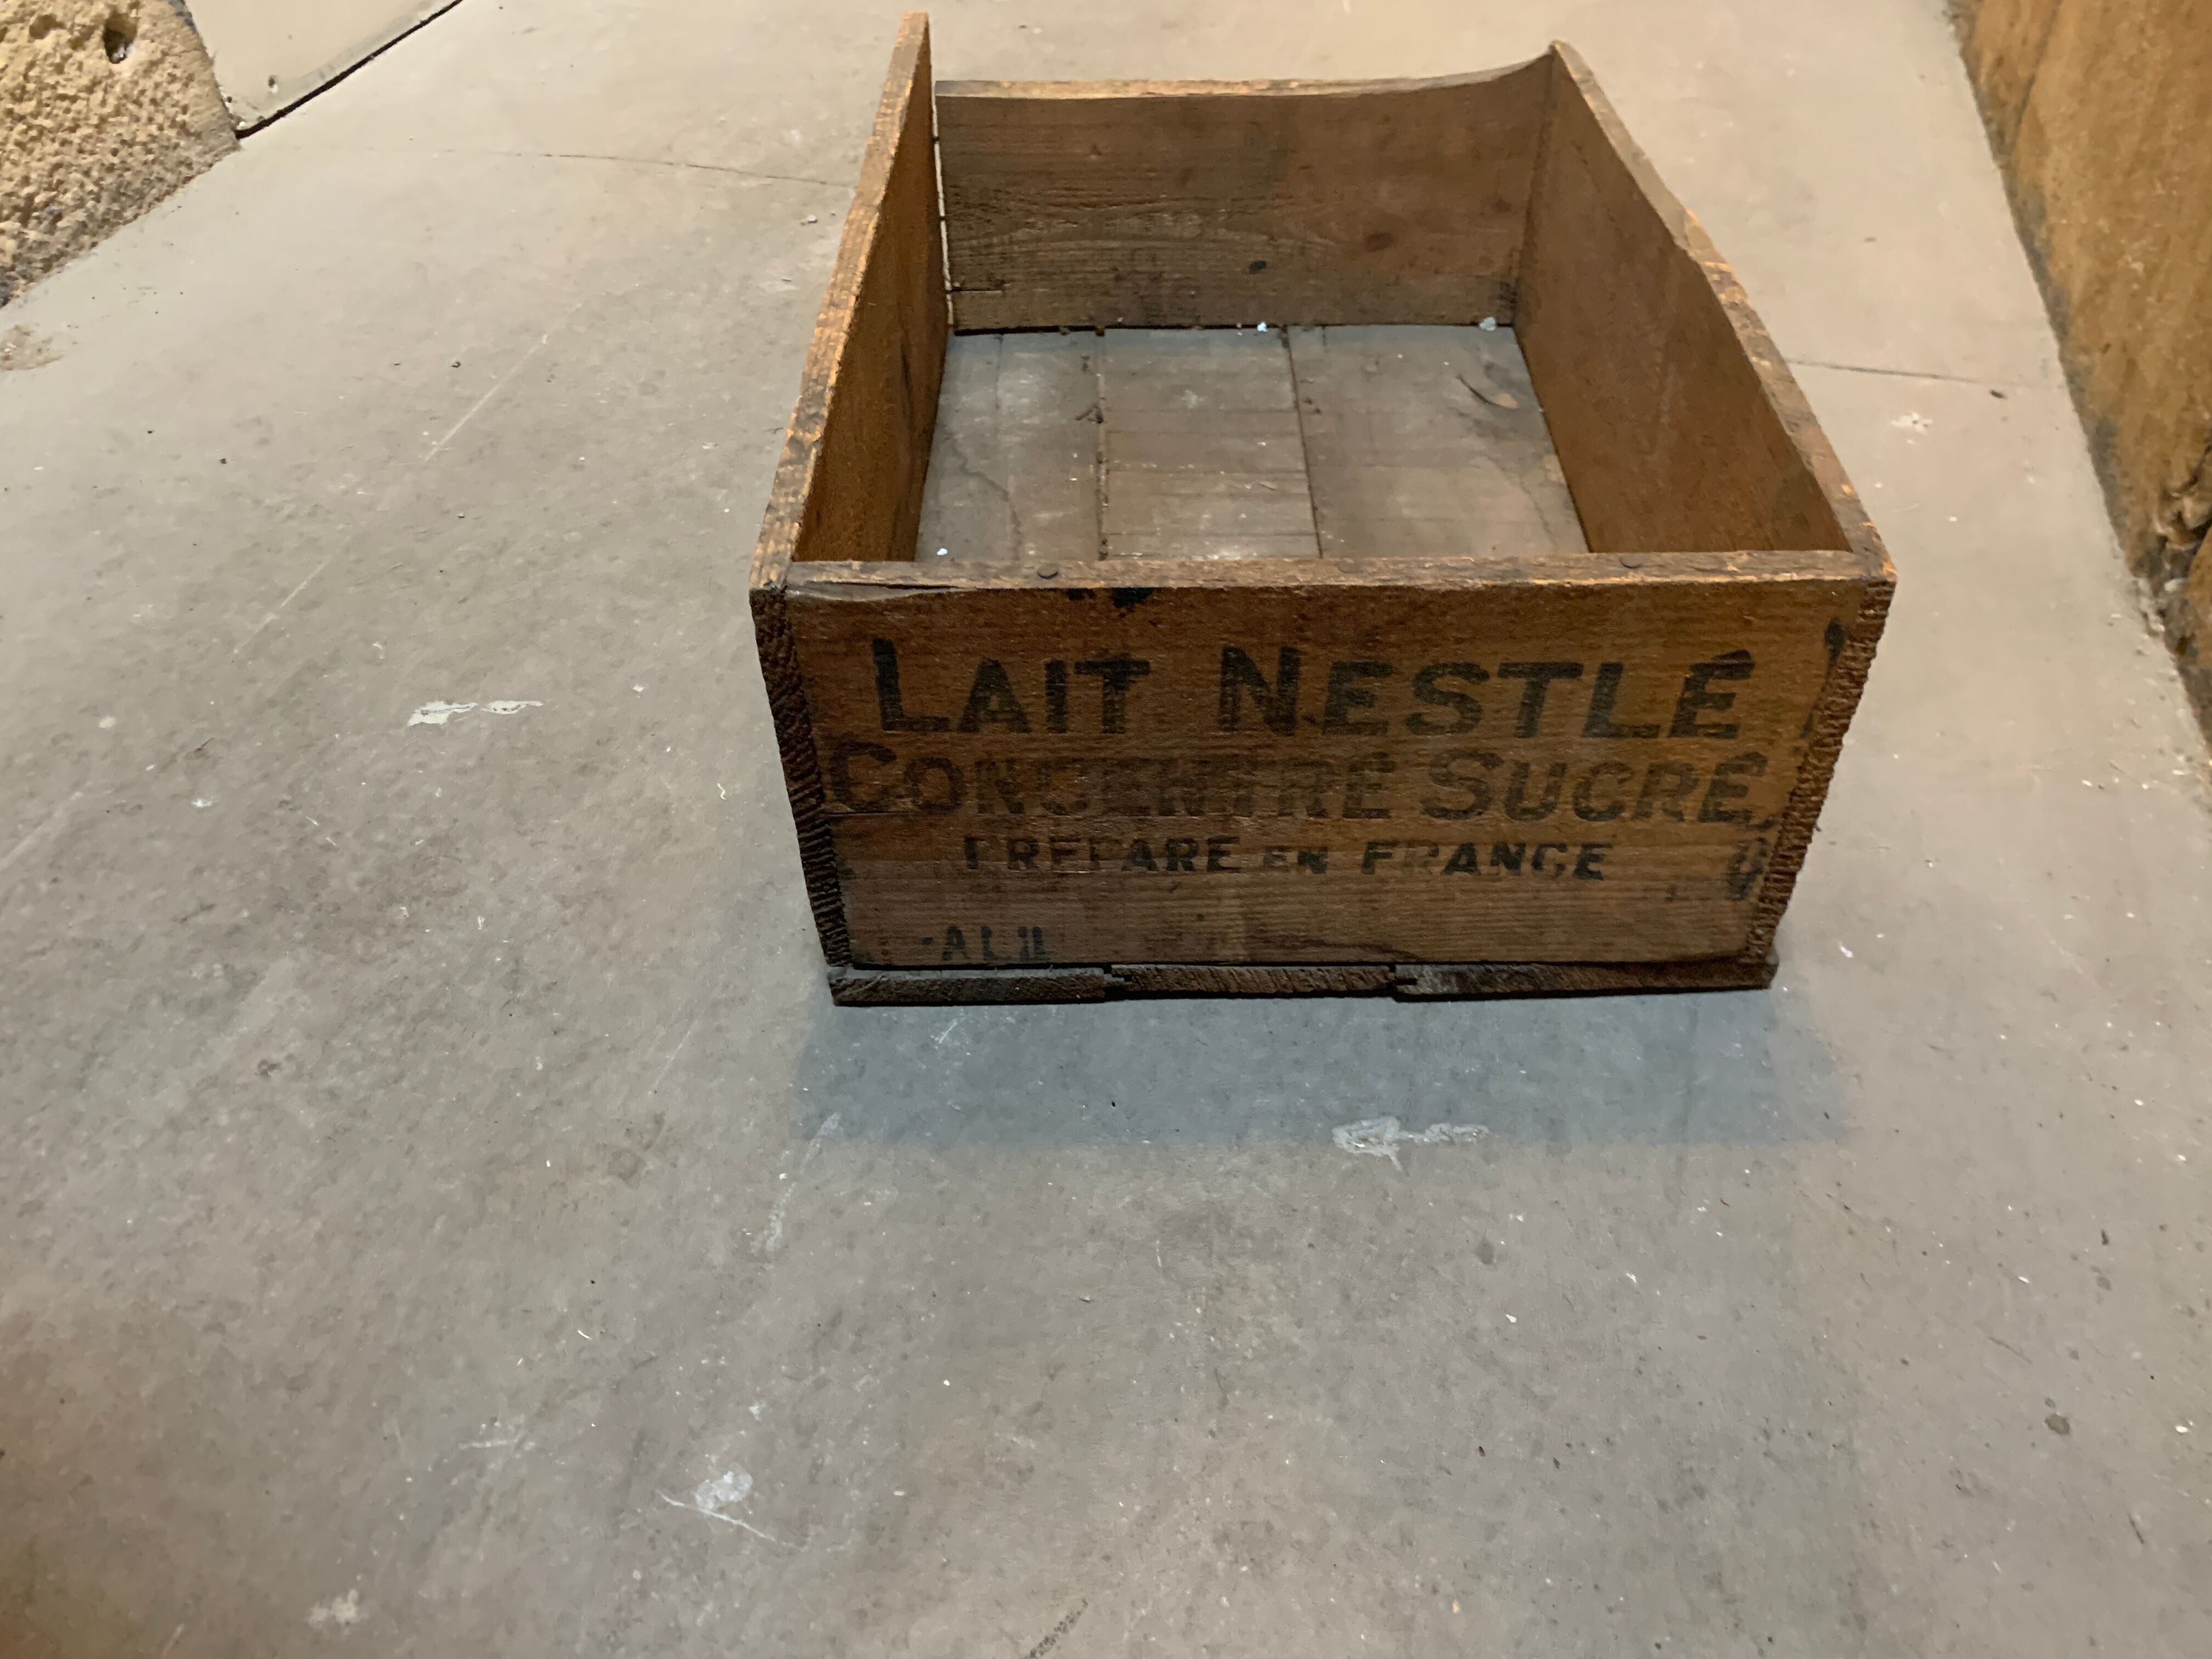 LAIT NESTLÉ
CONCENTRÉ SUCRÉ,
PRÉPARÉ EN FRANCE